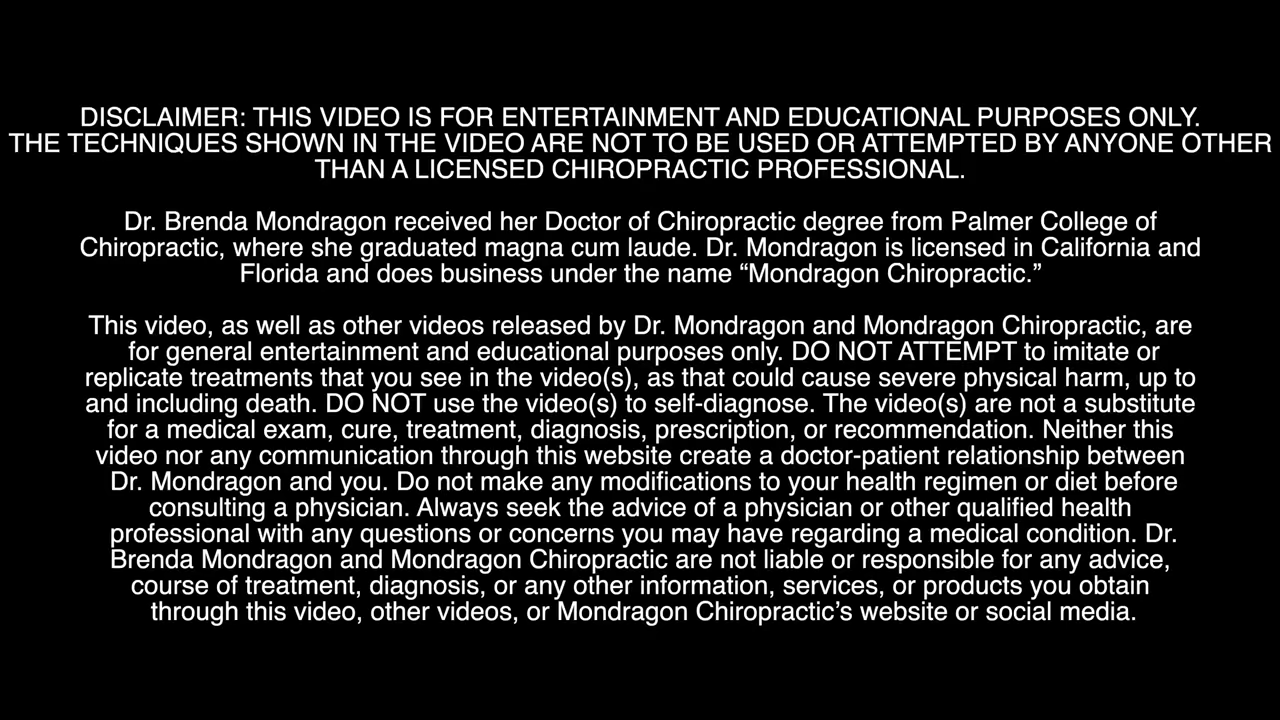 DISCLAIMER: THIS VIDEO IS FOR ENTERTAINMENT AND EDUCATIONAL PURPOSES ONLY.
THE TECHNIQUES SHOWN IN THE VIDEO ARE NOT TO BE USED OR ATTEMPTED BY ANYONE OTHER
THAN A LICENSED CHIROPRACTIC PROFESSIONAL.
Dr. Brenda Mondragon received her Doctor of Chiropractic degree from Palmer College of
Chiropractic, where she graduated magna cum laude. Dr. Mondragon is licensed in California and
Florida and does business under the name “Mondragon Chiropractic.”
This video, as well as other videos released by Dr. Mondragon and Mondragon Chiropractic, are
for general entertainment and educational purposes only. DO NOT ATTEMPT to imitate or
replicate treatments that you see in the video(s), as that could cause severe physical harm, up to
and including death. DO NOT use the video(s) to self-diagnose. The video(s) are not a substitute
for a medical exam, cure, treatment, diagnosis, prescription, or recommendation. Neither this
video nor any communication through this website create a doctor-patient relationship between
Dr. Mondragon and you. Do not make any modifications to your health regimen or diet before
consulting a physician. Always seek the advice of a physician or other qualified health
professional with any questions or concerns you may have regarding a medical condition. Dr.
Brenda Mondragon and Mondragon Chiropractic are not liable or responsible for any advice,
course of treatment, diagnosis, or any other information, services, or products you obtain
through this video, other videos, or Mondragon Chiropractic’s website or social media.